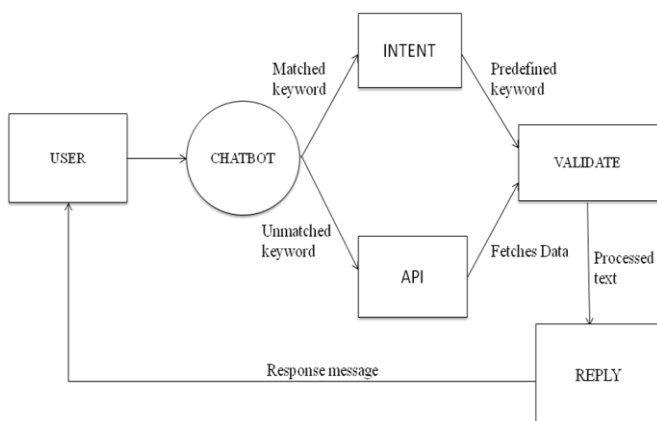 INTENT
Matched
keyword
Predefined
keyword
USER
CHATBOT
VALIDATE
Unmatched
keyword
API
Fetches Data
Processed
text
REPLY
Response message